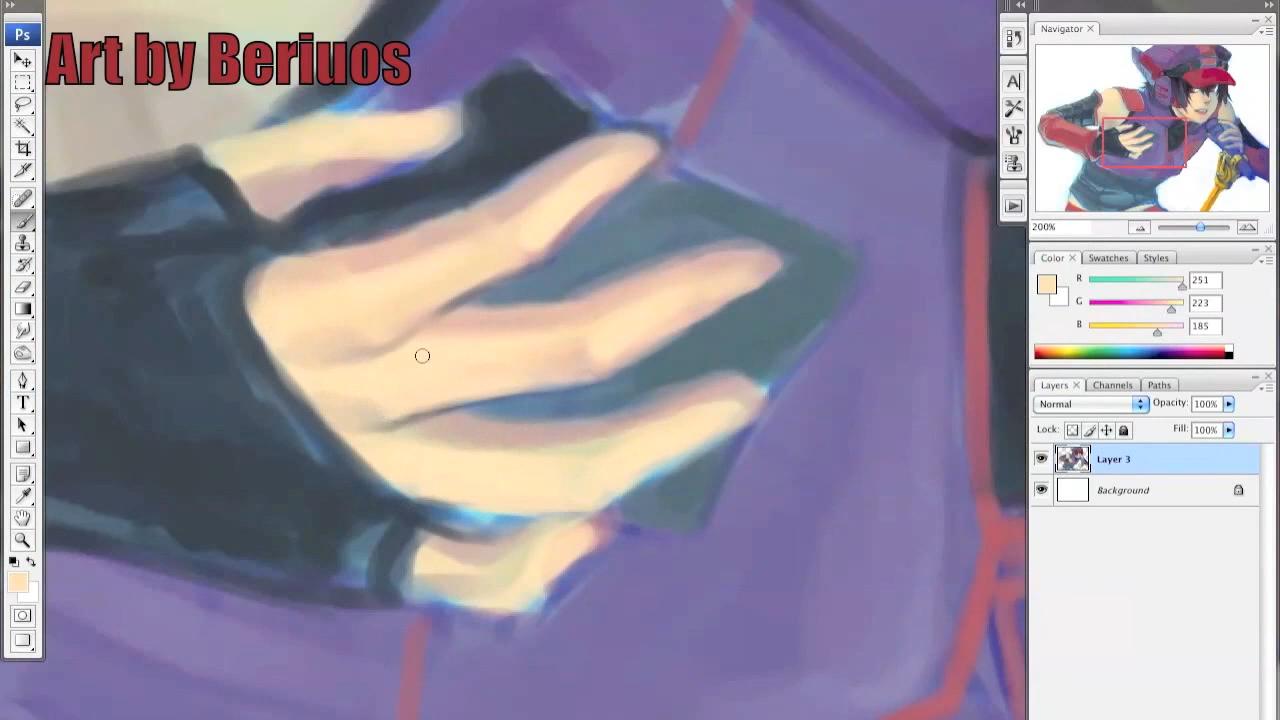 Ps
Art by Beriuos
Navigator
200%
Color
Swatches
Styles
R
251
G
223
B
185
Layers
Channels
Paths
Normal
Opacity: 100%
Lock:
Fill: 100%
Layer 3
Background